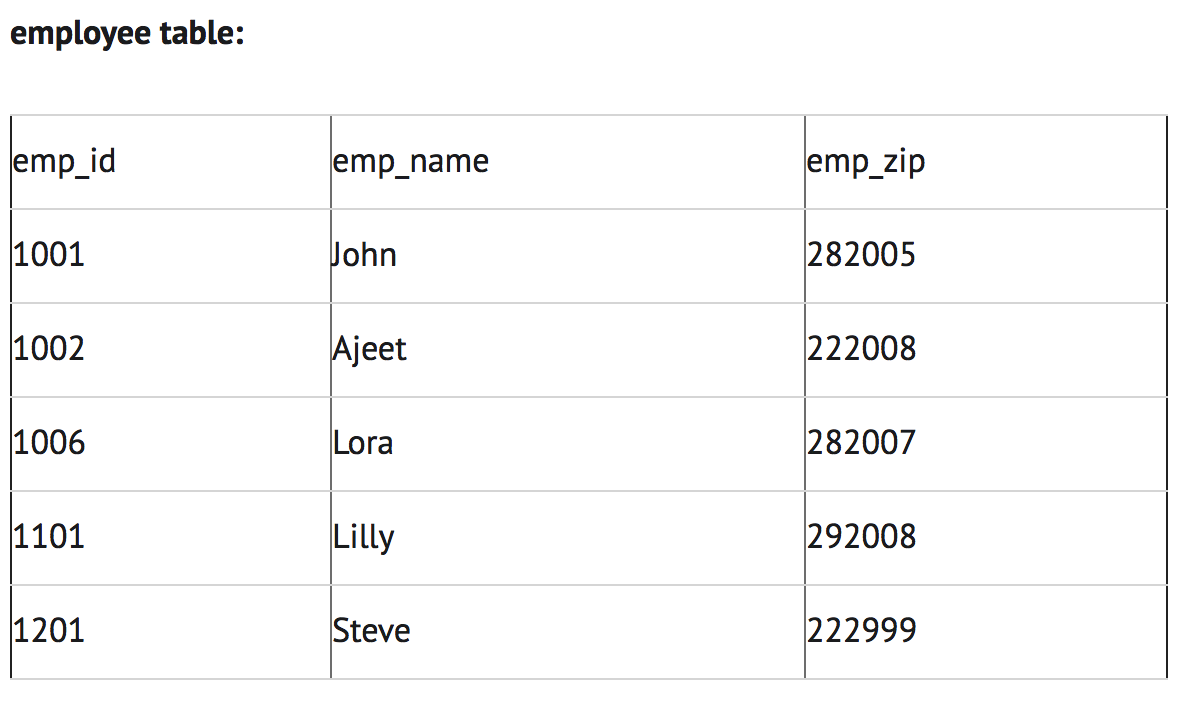 employee table:
emp_id emp_name emp_zip
1001 John 282005
1002 Ajeet 222008
1006 Lora 282007
1101 Lilly 292008
1201 Steve 222999